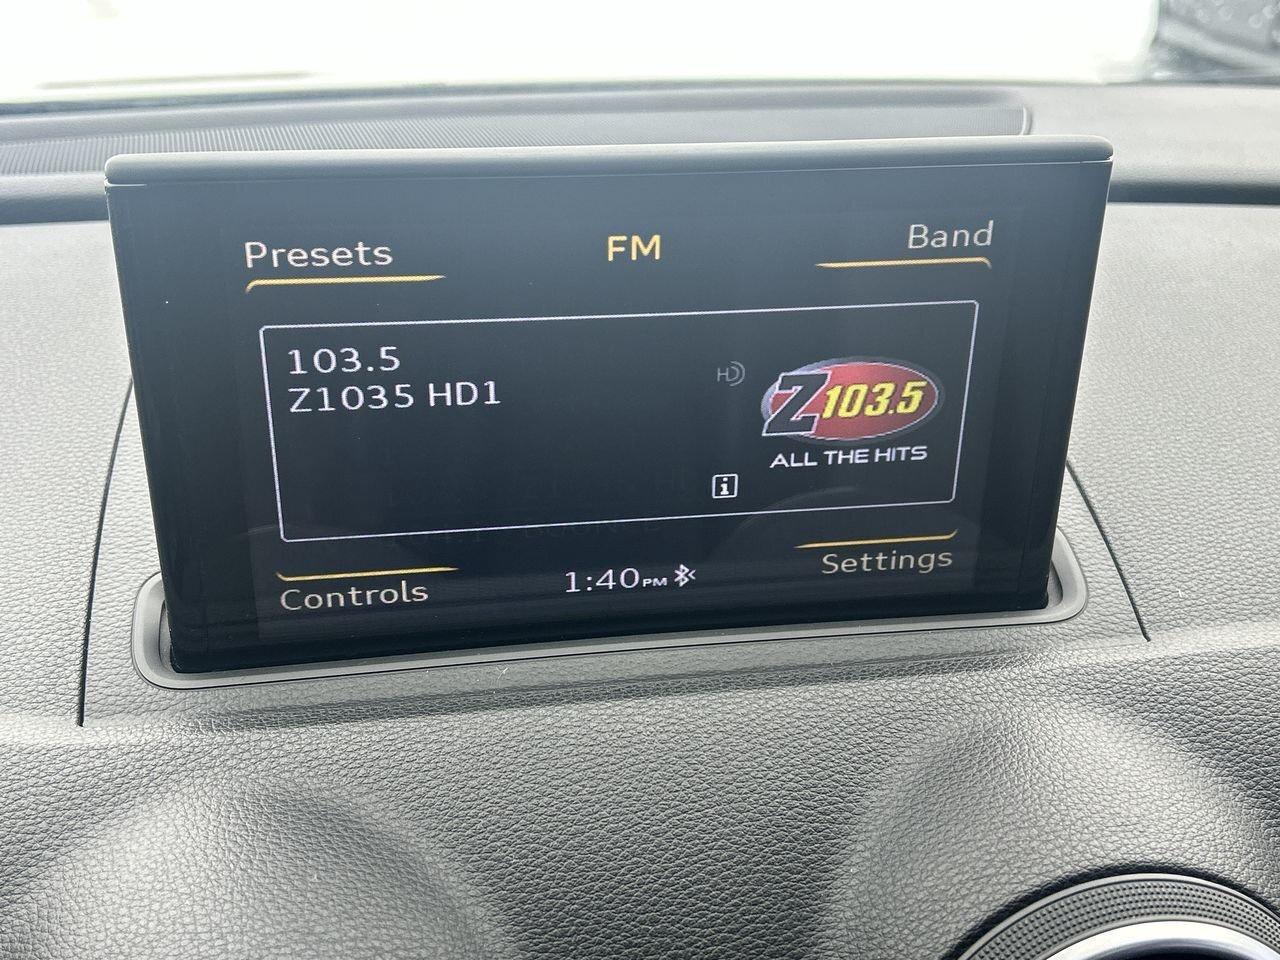 Presets FM Band
103.5
Z1035 HD1
HD
Z103.5
ALL THE HITS
i
Controls 1:40PM Settings